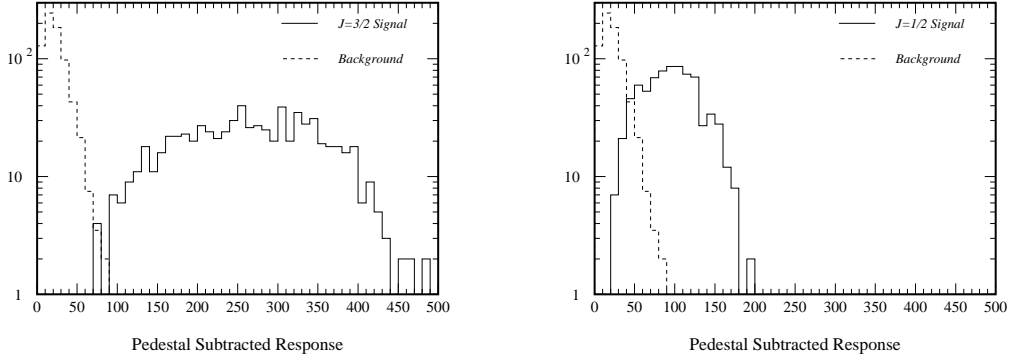 J=3/2 Signal
Background
10 2
10
1
0 50 100 150 200 250 300 350 400 450 500
Pedestal Subtracted Response
J=1/2 Signal
Background
10 2
10
1
0 50 100 150 200 250 300 350 400 450 500
Pedestal Subtracted Response